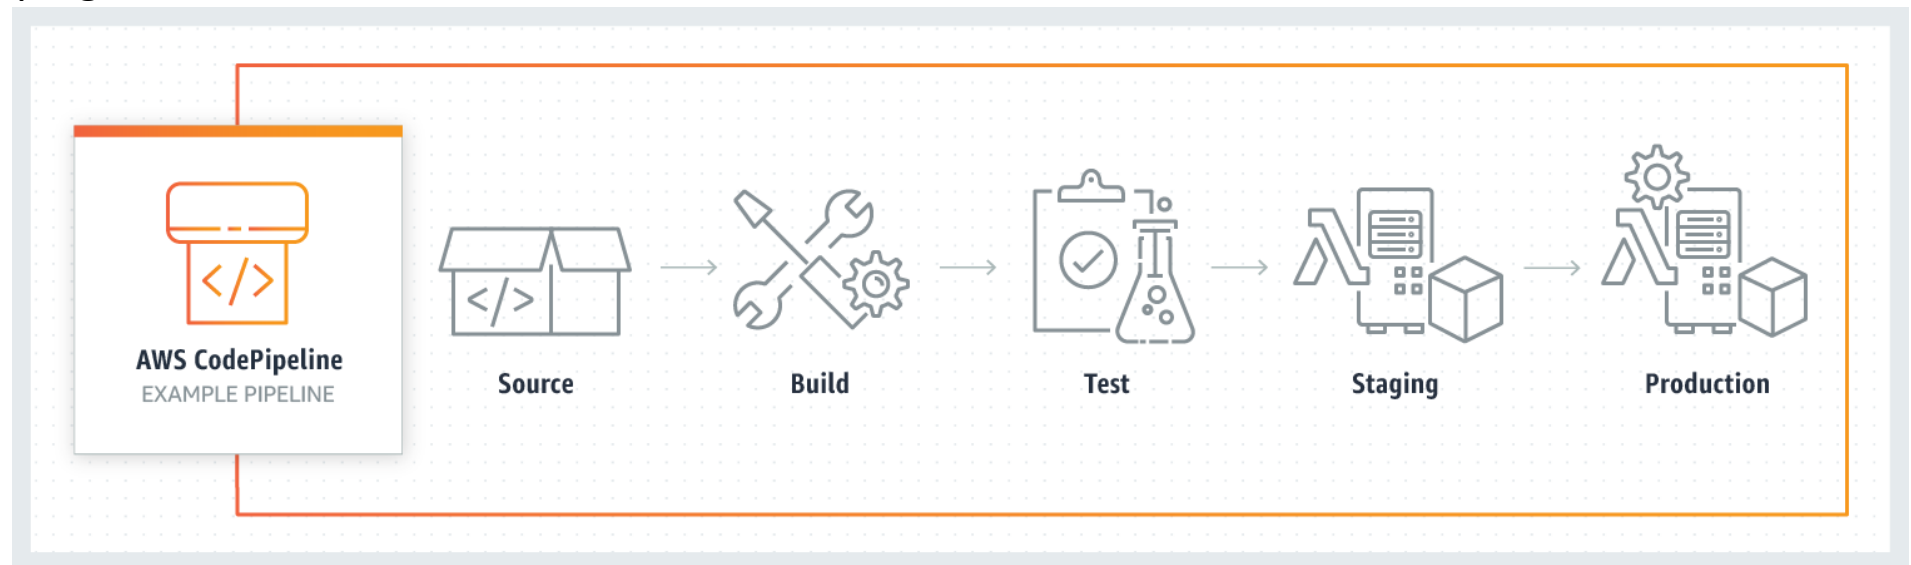 AWS CodePipeline
EXAMPLE PIPELINE
</>
</>
Source
Build
Test
Staging
Production